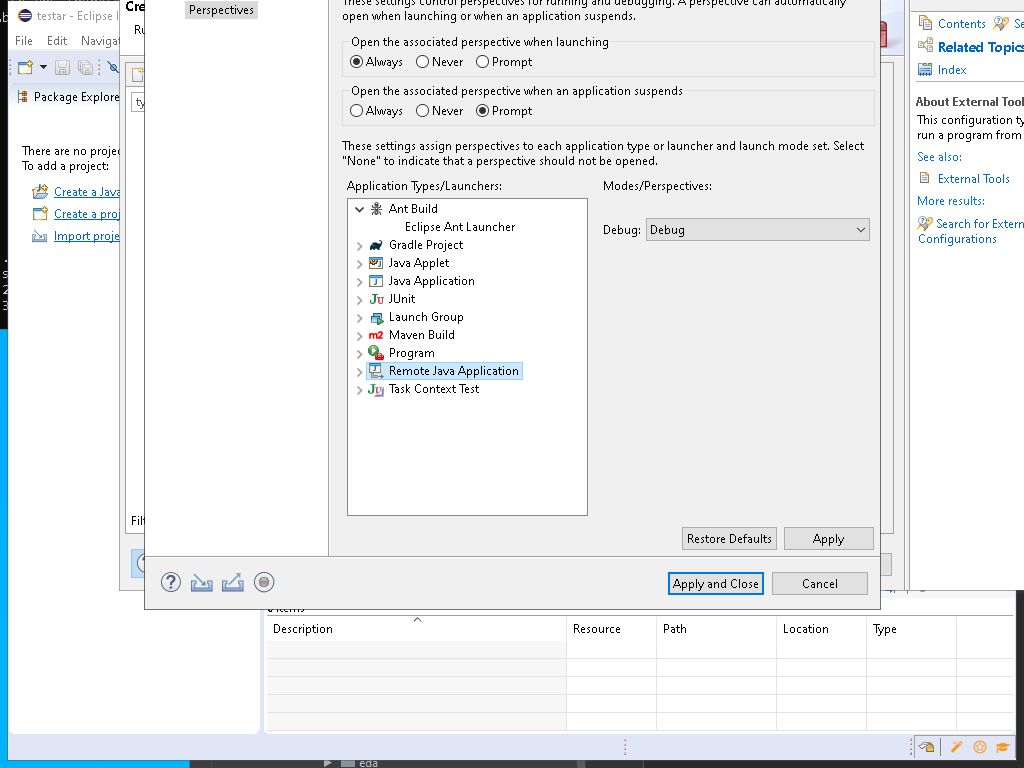 testar - Eclipse
File Edit Navigat
Package Explore
There are no projec
To add a project:
Create a Java
Create a proj
Import proje
Cre
Ru
ty
Filt
Perspectives
These settings control perspectives for running and debugging. A perspective can automatically
open when launching or when an application suspends.
Open the associated perspective when launching
Always Never Prompt
Open the associated perspective when an application suspends
Always Never Prompt
These settings assign perspectives to each application type or launcher and launch mode set. Select
"None" to indicate that a perspective should not be opened.
Application Types/Launchers:
Modes/Perspectives:
Ant Build
Eclipse Ant Launcher
Gradle Project
Java Applet
Java Application
JUnit
Launch Group
Maven Build
Program
Remote Java Application
Task Context Test
Debug: Debug
Restore Defaults Apply
Apply and Close Cancel
Contents Se
Related Topics
Index
About External Tool
This configuration ty
run a program from
See also:
External Tools
More results:
Search for Extern
Configurations
items
Description Resource Path Location Type
eda